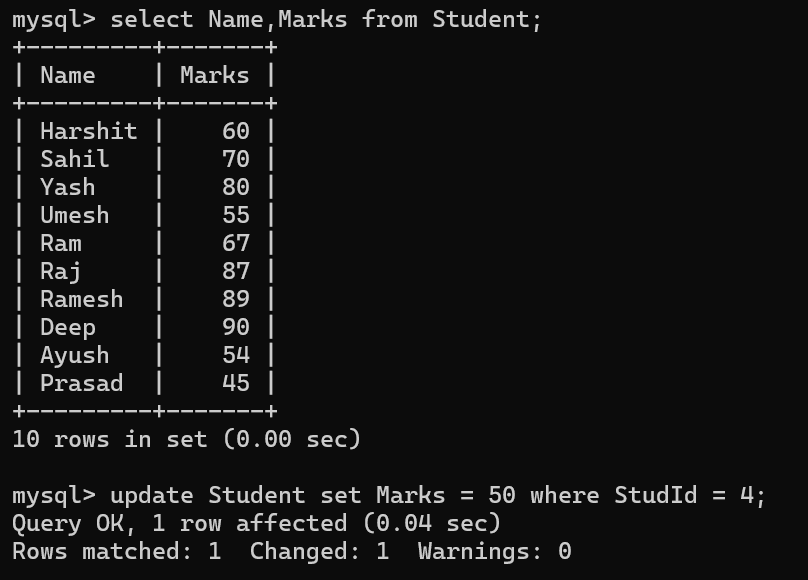 mysql> select Name,Marks from Student;
+---------+-------+
| Name    | Marks |
+---------+-------+
| Harshit |    60 |
| Sahil   |    70 |
| Yash    |    80 |
| Umesh   |    55 |
| Ram     |    67 |
| Raj     |    87 |
| Ramesh  |    89 |
| Deep    |    90 |
| Ayush   |    54 |
| Prasad  |    45 |
+---------+-------+
10 rows in set (0.00 sec)

mysql> update Student set Marks = 50 where StudId = 4;
Query OK, 1 row affected (0.04 sec)
Rows matched: 1  Changed: 1  Warnings: 0